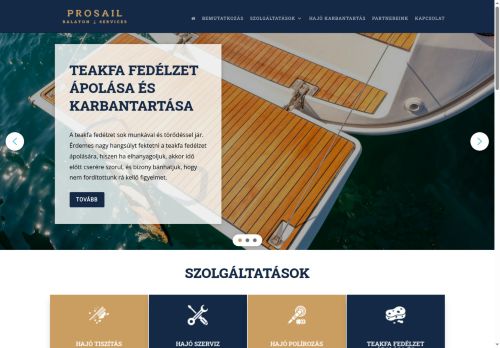 PROSAIL
BALATON SERVICES
BEMUTATKOZÁS SZOLGÁLTATÁSOK HAJÓ KARBANTARTÁS PARTNEREINK KAPCSOLAT
TEAKFA FEDÉLZET
ÁPOLÁSA ÉS
KARBANTARTÁSA
A teakfa fedélzet sok munkával és törődéssel jár.
Érdemes nagy hangsúlyt fektetni a teakfa fedélzet
ápolására, hiszen ha elhanyagoljuk, akkor idő
előtt cserére szorul, és bizony bánhatjuk, hogy
nem fordítottunk rá kellő figyelmet.
TOVÁBB
SZOLGÁLTATÁSOK
HAJÓ TISZTÍTÁS HAJÓ SZERVIZ HAJÓ POLÍROZÁS TEAKFA FEDÉLZET